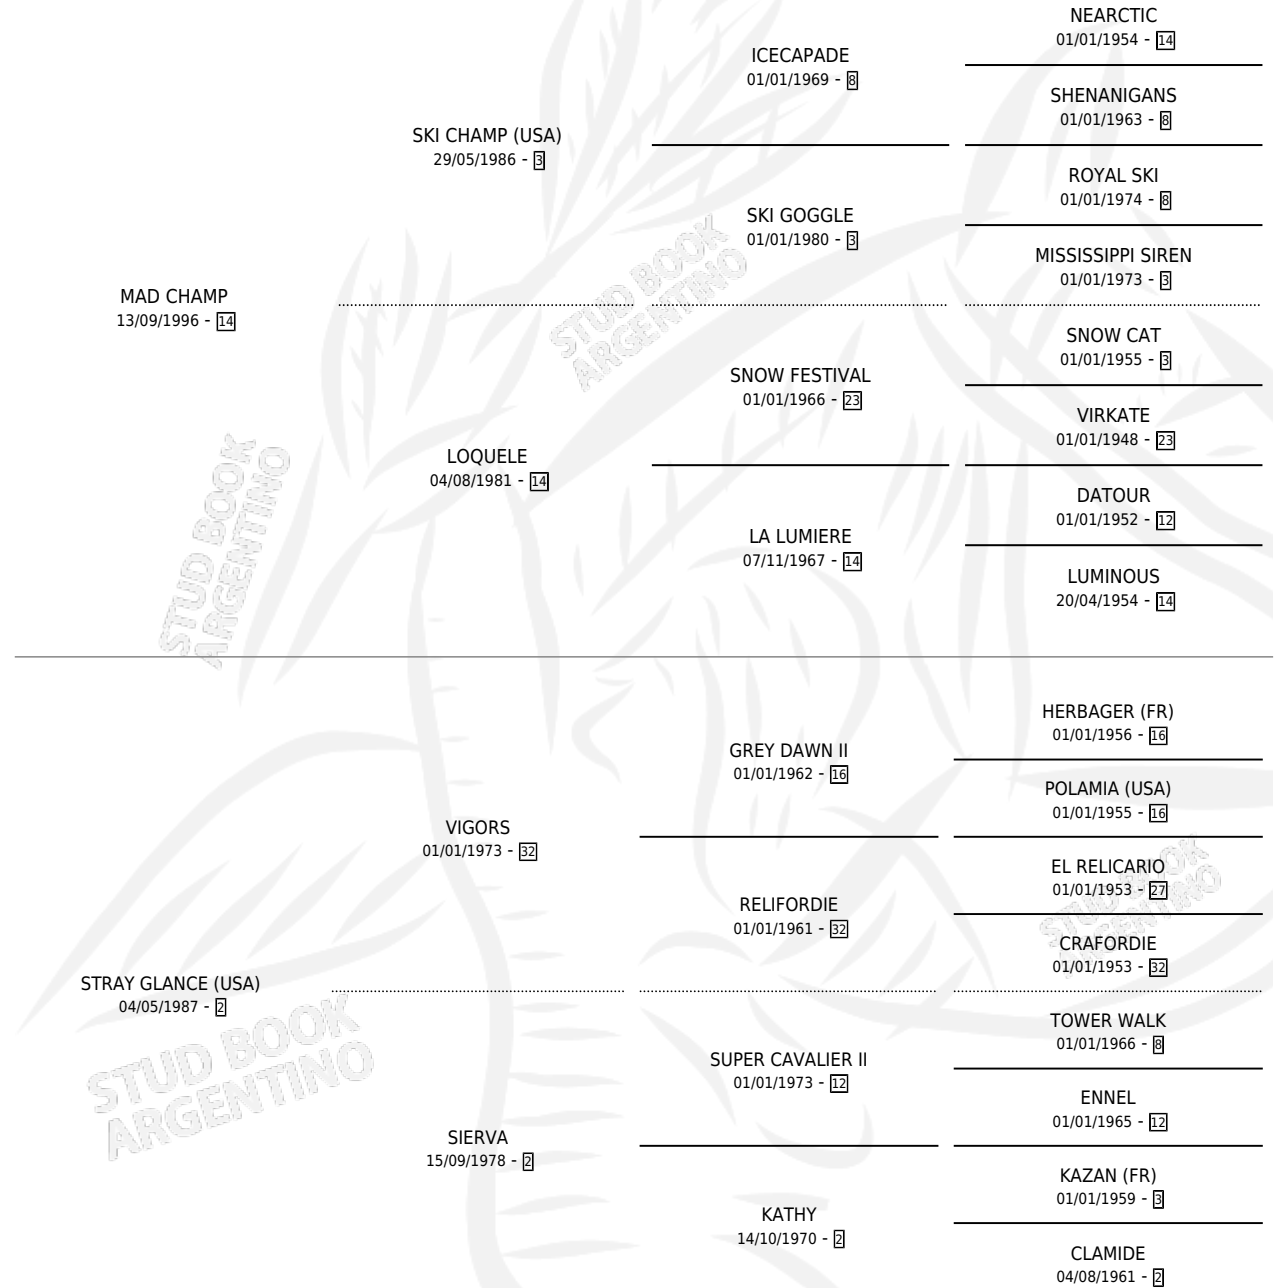 NEARCTIC
01/01/1954 - 14
ICECAPADE
01/01/1969 - 8
SHENANIGANS
01/01/1963 - 8
SKI CHAMP (USA)
29/05/1986 - 3
ROYAL SKI
01/01/1974 - 8
SKI GOGGLE
01/01/1980 - 3
MISSISSIPPI SIREN
01/01/1973 - 3
MAD CHAMP
13/09/1996 - 14
SNOW CAT
01/01/1955 - 3
SNOW FESTIVAL
01/01/1966 - 23
VIRKATE
01/01/1948 - 23
LOQUELE
04/08/1981 - 14
DATOUR
01/01/1952 - 12
LA LUMIERE
07/11/1967 - 14
LUMINOUS
20/04/1954 - 14
HERBAGER (FR)
01/01/1956 - 16
GREY DAWN II
01/01/1962 - 16
POLAMIA (USA)
01/01/1955 - 16
VIGORS
01/01/1973 - 32
EL RELICARIO
01/01/1953 - 27
RELIFORDIE
01/01/1961 - 32
CRAFORDIE
01/01/1953 - 32
STRAY GLANCE (USA)
04/05/1987 - 2
TOWER WALK
01/01/1966 - 8
SUPER CAVALIER II
01/01/1973 - 12
ENNEL
01/01/1965 - 12
SIERVA
15/09/1978 - 2
KAZAN (FR)
01/01/1959 - 3
KATHY
14/10/1970 - 2
CLAMIDE
04/08/1961 - 2
STUD BOOK
ARGENTINO
STUD BOOK
ARGENTINO
STUD BOOK
ARGENTINO
STUD BOOK
ARGENTINO